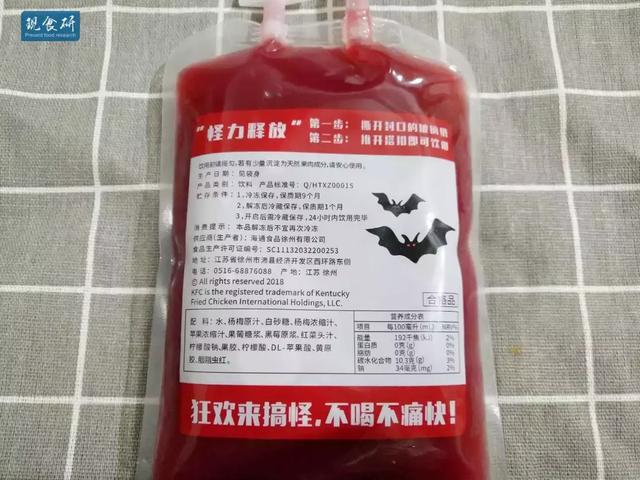 现食研
Present food research
"怪力释放"
第一步：撕开封口的玻璃纸
第二步：推开搭扣即可饮用
饮用前请摇匀,若有少量沉淀为天然果肉成分,请安心使用。
生产日期：见袋身
产品类别：饮料 产品标准号：Q/HTXZ0001S
贮存条件：1,冷冻保存,保质期9个月
2,解冻后冷藏保存,保质期1个月
3,开启后需冷藏保存,24小时内饮用完毕
消费提示：本品解冻后不宜再次冷冻
供应商(生产者)：海通食品徐州有限公司
食品生产许可证编号：SC11132032200253
地址：江苏省徐州市沛县经济开发区西环路东侧
电话：0516-68876088 产地：江苏 徐州
© All rights reserved 2018
KFC is the registered trademark of Kentucky
Fried Chicken International Holdings, LLC.
合格品
配料：水、杨梅原汁、白砂糖、杨梅浓缩汁、
苹果浓缩汁、果葡糖浆、黑莓原浆、红菜头汁、
柠檬酸钠、果胶、柠檬酸、DL-苹果酸、黄原
胶、胭脂虫红。
营养成分表
项目 每100毫升(mL)
能量 192千焦(kJ) 2%
蛋白质 0克(g) 0%
脂肪 0克(g) 0%
碳水化合物 10.3克(g) 3%
钠 34毫克(mg) 2%
狂欢来搞怪,不喝不痛快!